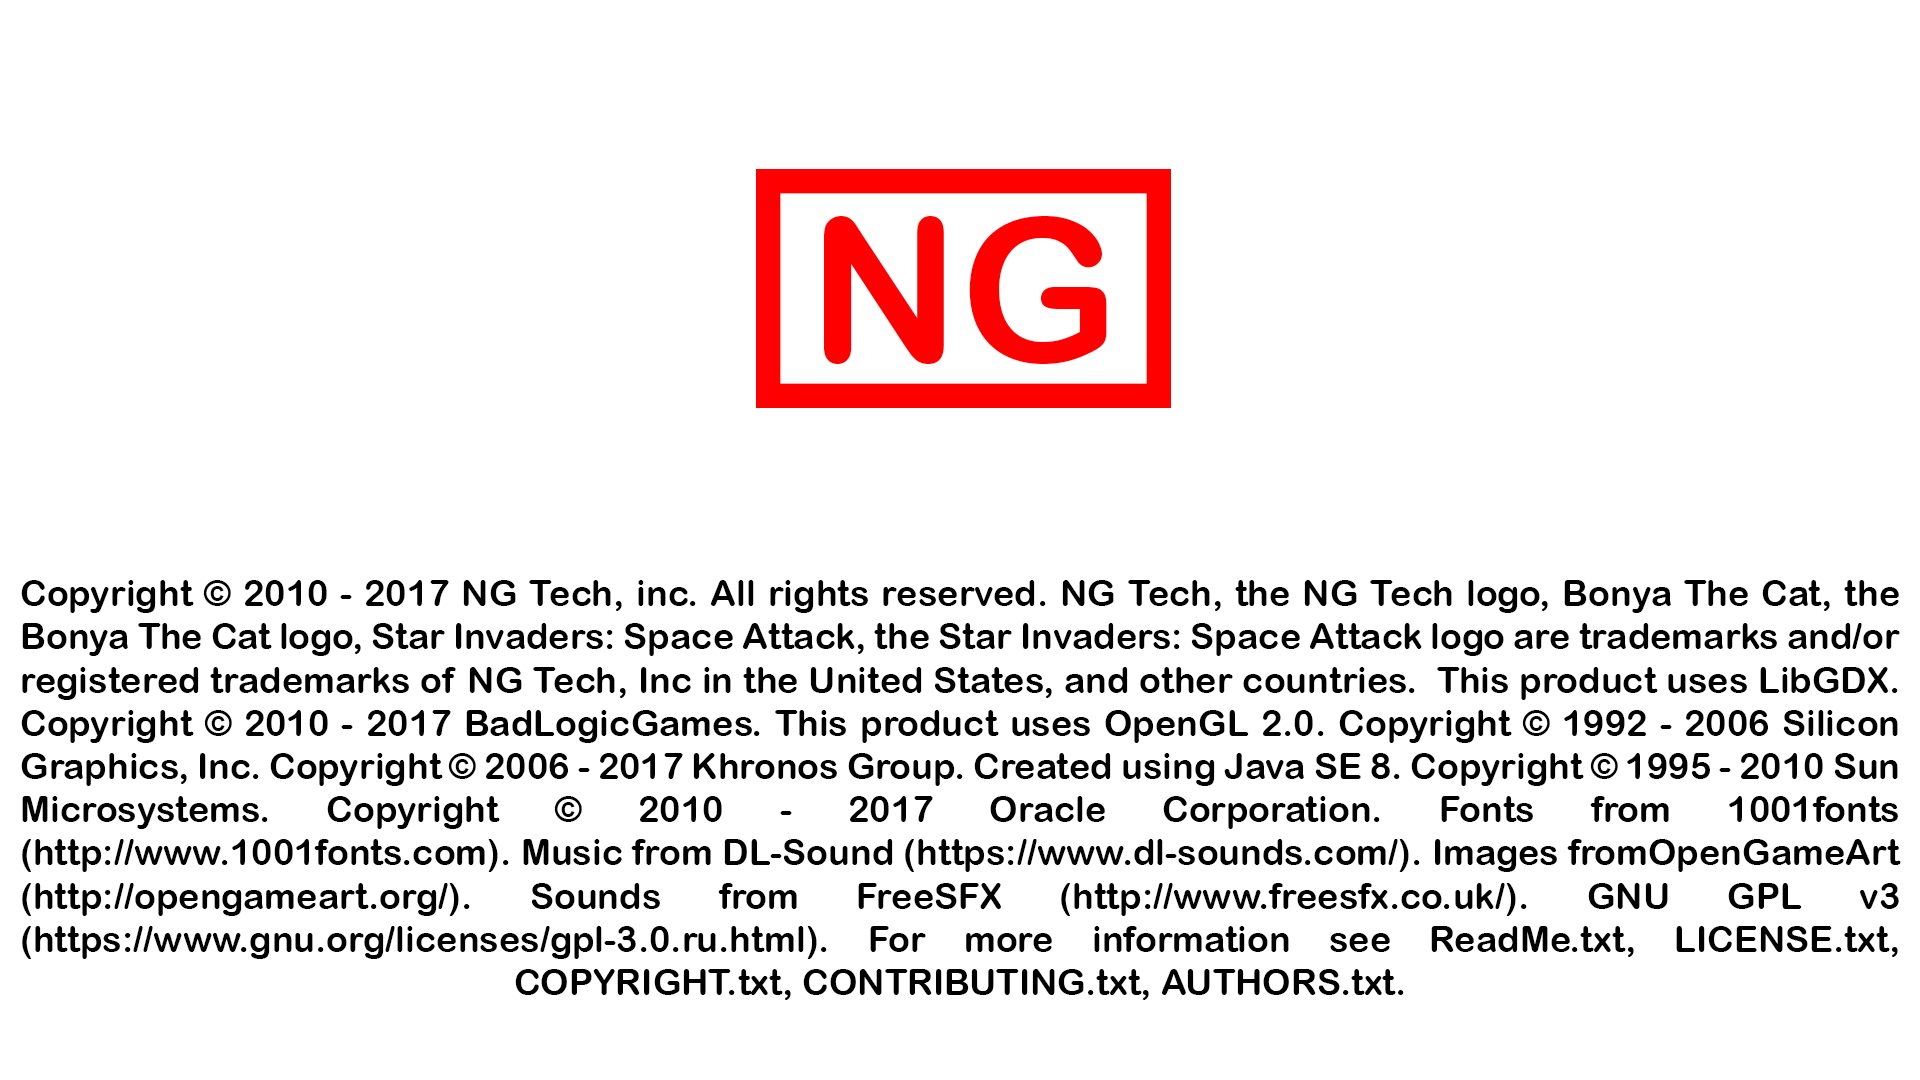 NG
Copyright © 2010 - 2017 NG Tech, inc. All rights reserved. NG Tech, the NG Tech logo, Bonya The Cat, the
Bonya The Cat logo, Star Invaders: Space Attack, the Star Invaders: Space Attack logo are trademarks and/or
registered trademarks of NG Tech, Inc in the United States, and other countries.  This product uses LibGDX.
Copyright © 2010 - 2017 BadLogicGames. This product uses OpenGL 2.0. Copyright © 1992 - 2006 Silicon
Graphics, Inc. Copyright © 2006 - 2017 Khronos Group. Created using Java SE 8. Copyright © 1995 - 2010 Sun
Microsystems. Copyright © 2010 - 2017 Oracle Corporation. Fonts from 1001fonts
(http://www.1001fonts.com). Music from DL-Sound (https://www.dl-sounds.com/). Images fromOpenGameArt
(http://opengameart.org/). Sounds from FreeSFX (http://www.freesfx.co.uk/). GNU GPL v3
(https://www.gnu.org/licenses/gpl-3.0.ru.html). For more information see ReadMe.txt, LICENSE.txt,
COPYRIGHT.txt, CONTRIBUTING.txt, AUTHORS.txt.